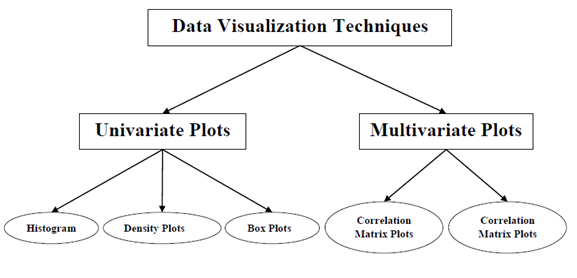 Data Visualization Techniques
Univariate Plots
Multivariate Plots
Histogram
Density Plots
Box Plots
Correlation
Matrix Plots
Correlation
Matrix Plots